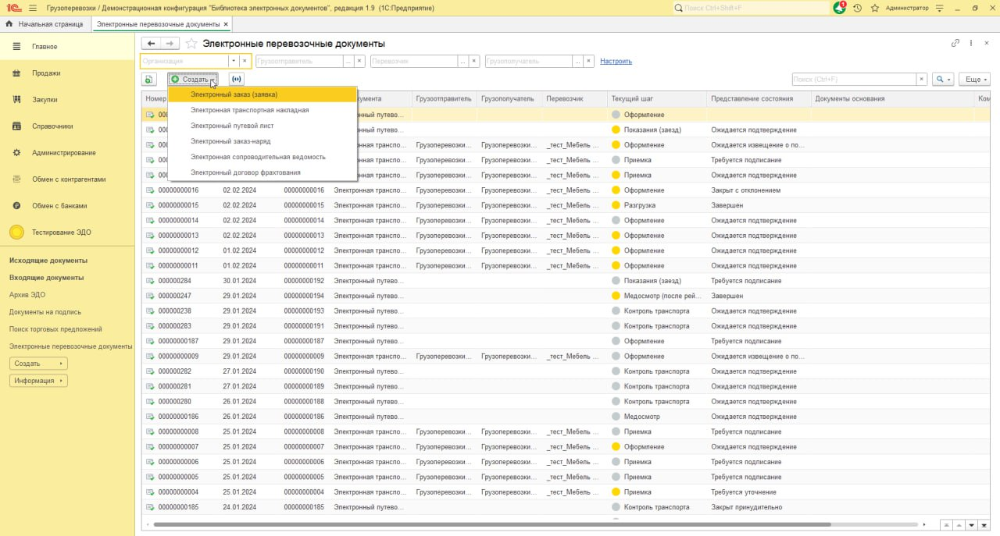 1С Грузоперевозки / Демонстрационная конфигурация "Библиотека электронных документов", редакция 1.9 (1С:Предприятие) Поиск Ctrl+Shift+F 1 Администратор
Начальная страница Электронные перевозочные документы ×
Главное
Продажи
Закупки
Справочники
Администрирование
Обмен с контрагентами
Обмен с банками
Тестирование ЭДО
Исходящие документы
Входящие документы
Архив ЭДО
Документы на подпись
Поиск торговых предложений
Электронные перевозочные документы
Создать
Информация
Электронные перевозочные документы
Организация Грузоотправитель ... × Перевозчик ... × Грузополучатель ... × Настроить
Создать Поиск (Ctrl+F) × Еще
Электронный заказ (заявка)
Электронная транспортная накладная
Электронный путевой лист
Электронный заказ-наряд
Электронная сопроводительная ведомость
Электронный договор фрахтования
Номер кумента Грузоотправитель Грузополучатель Перевозчик Текущий шаг Представление состояния Документы основания Ком
000 нный путево... Оформление
000 нный путево... Показания (заезд) Ожидается подтверждение
000 нная транспо... Грузоперевозки... Грузоперевозки... _тест_Мебель ... Оформление Ожидается извещение о по...
000 нная транспо... Грузоперевозки... Грузоперевозки... _тест_Мебель ... Приемка Требуется подписание
000 нная транспо... Грузоперевозки... Грузоперевозки... _тест_Мебель ... Приемка Ожидается подтверждение
00000000016 02.02.2024 00000000016 Электронная транспо... Грузоперевозки... Грузоперевозки... _тест_Мебель ... Оформление Закрыт с отклонением
00000000015 02.02.2024 00000000015 Электронная транспо... Грузоперевозки... Грузоперевозки... _тест_Мебель ... Разгрузка Завершен
00000000014 02.02.2024 00000000014 Электронная транспо... Грузоперевозки... Грузоперевозки... _тест_Мебель ... Оформление Ожидается подтверждение
00000000013 02.02.2024 00000000013 Электронная транспо... Грузоперевозки... Грузоперевозки... _тест_Мебель ... Оформление Ожидается подтверждение
00000000012 01.02.2024 00000000012 Электронная транспо... Грузоперевозки... Грузоперевозки... _тест_Мебель ... Оформление Ожидается подтверждение
00000000011 01.02.2024 00000000011 Электронная транспо... Грузоперевозки... Грузоперевозки... _тест_Мебель ... Оформление Ожидается подтверждение
000000284 30.01.2024 00000000192 Электронный путево... Показания (заезд) Требуется подписание
000000247 29.01.2024 00000000194 Электронный путево... Медосмотр (после рей... Завершен
000000238 29.01.2024 00000000193 Электронный путево... Контроль транспорта Ожидается подтверждение
000000283 29.01.2024 00000000191 Электронный путево... Контроль транспорта Ожидается подтверждение
00000000187 29.01.2024 00000000187 Электронный путево... Оформление Требуется подписание
00000000009 29.01.2024 00000000009 Электронная транспо... Грузоперевозки... Грузоперевозки... _тест_Мебель ... Оформление Ожидается извещение о по...
000000282 27.01.2024 00000000190 Электронный путево... Контроль транспорта Ожидается подтверждение
000000281 27.01.2024 00000000189 Электронный путево... Контроль транспорта Ожидается подтверждение
000000280 26.01.2024 00000000188 Электронный путево... Контроль транспорта Ожидается подтверждение
00000000186 26.01.2024 00000000186 Электронный путево... Медосмотр Ожидается подтверждение
00000000008 25.01.2024 00000000008 Электронная транспо... Грузоперевозки... Грузоперевозки... _тест_Мебель ... Приемка Требуется подписание
00000000007 25.01.2024 00000000007 Электронная транспо... Грузоперевозки... Грузоперевозки... _тест_Мебель ... Оформление Ожидается подтверждение
00000000006 25.01.2024 00000000006 Электронная транспо... Грузоперевозки... Грузоперевозки... _тест_Мебель ... Приемка Требуется подписание
00000000005 25.01.2024 00000000005 Электронная транспо... Грузоперевозки... Грузоперевозки... _тест_Мебель ... Приемка Требуется подписание
00000000004 25.01.2024 00000000004 Электронная транспо... Грузоперевозки... Грузоперевозки... _тест_Мебель ... Приемка Требуется уточнение
00000000185 24.01.2024 00000000185 Электронный путево... Контроль транспорта Закрыт принудительно